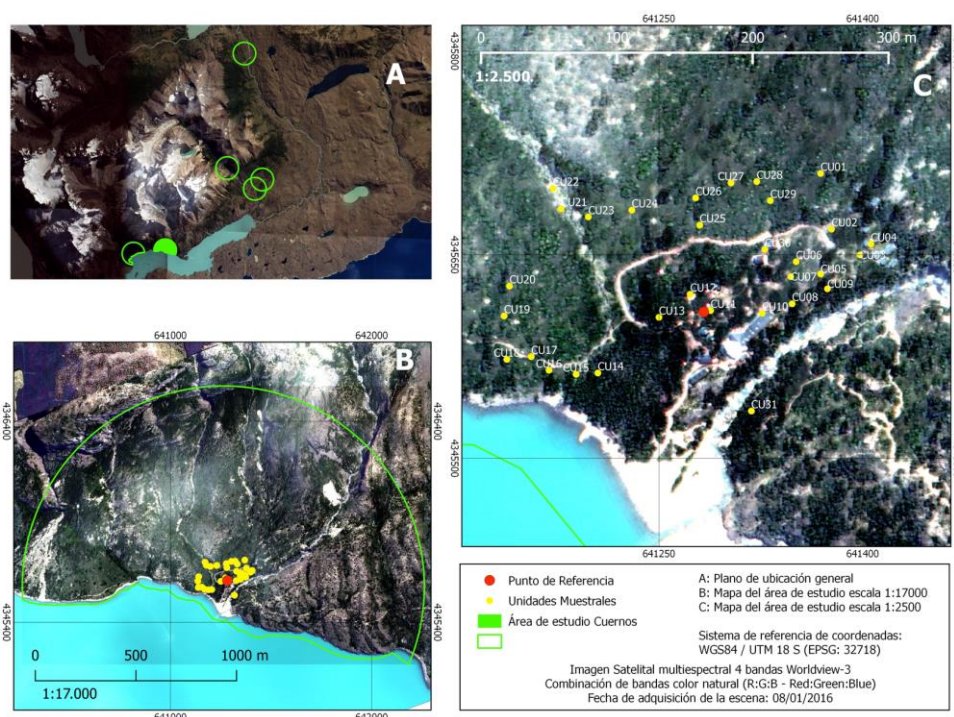 A
641250
641400
0
100
200
300 m
1:2.500.
C
4345800
4345650
4345500
CU01
CU28
CU27
CU22
CU29
CU26
CU21
CU24
CU23
CU25
CU02
CU04
CU30
CU03
CU06
CU05
CU07
CU20
CU09
CU12
CU08
CU11
CU10
CU19
CU13
CU17
CU18
CU16
CU15
CU14
CU31
641250
641400
641000
642000
B
4346400
4345400
0
500
1000 m
1:17.000
641000
642000
Punto de Referencia
Unidades Muestrales
Área de estudio Cuernos
A: Plano de ubicación general
B: Mapa del área de estudio escala 1:17000
C: Mapa del área de estudio escala 1:2500
Sistema de referencia de coordenadas:
WGS84 / UTM 18 S (EPSG: 32718)
Imagen Satelital multiespectral 4 bandas Worldview-3
Combinación de bandas color natural (R:G:B - Red:Green:Blue)
Fecha de adquisición de la escena: 08/01/2016